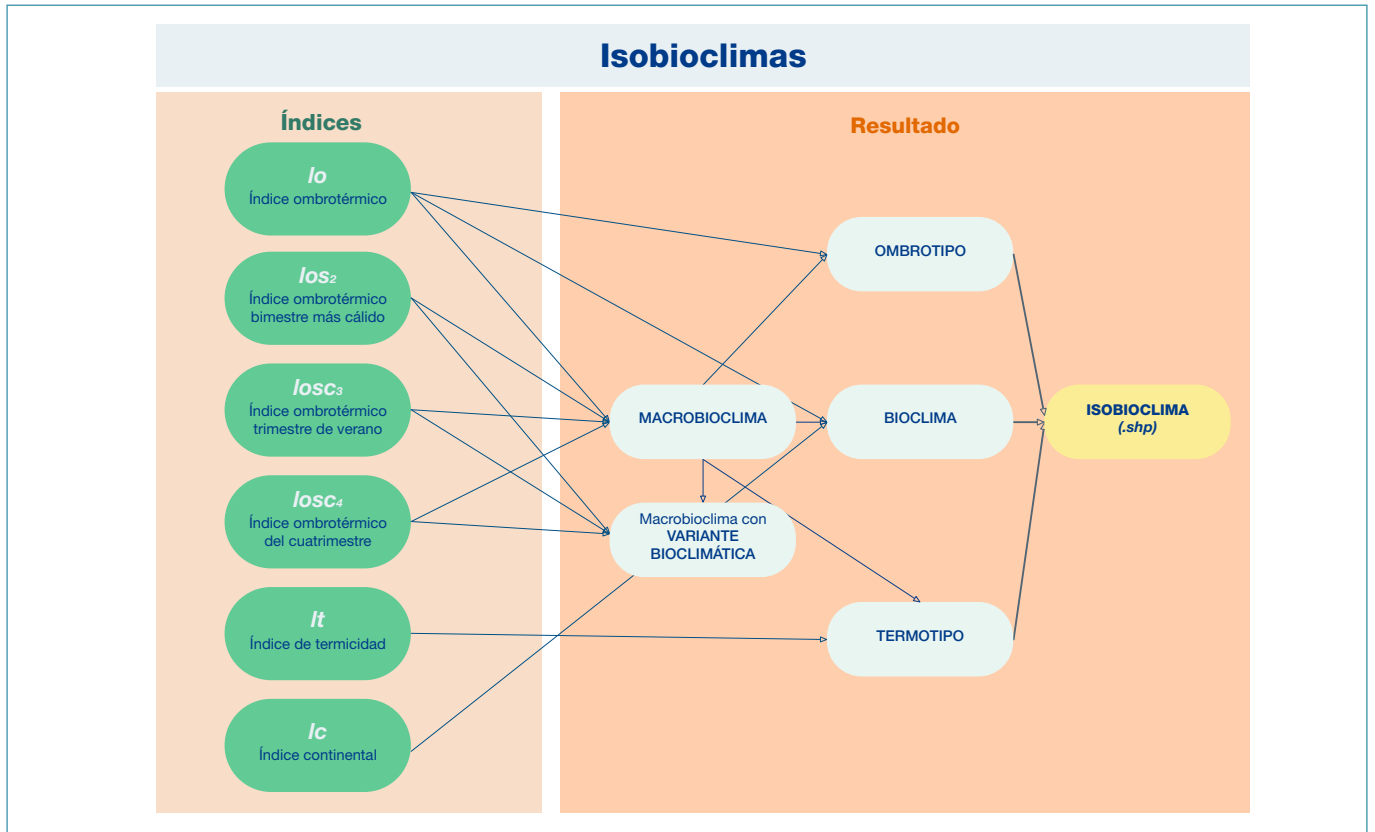 Isobioclimas
Índices
Io
Índice ombrotérmico
Ios2
Índice ombrotérmico
bimestre más cálido
Iosc3
Índice ombrotérmico
trimestre de verano
Iosc4
Índice ombrotérmico
del cuatrimestre
It
Índice de termicidad
Ic
Índice continental
Resultado
OMBROTIPO
MACROBIOCLIMA
BIOCLIMA
ISOBIOCLIMA
(.shp)
Macrobioclima con
VARIANTE
BIOCLIMÁTICA
TERMOTIPO